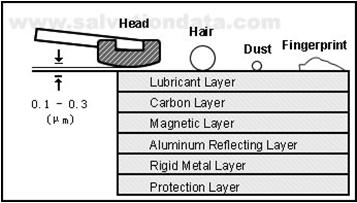 www.salvationdata.com
Head
Hair
Dust
Fingerprint
0.1 - 0.3
(μm)
Lubricant Layer
Carbon Layer
Magnetic Layer
Aluminum Reflecting Layer
Rigid Metal Layer
Protection Layer